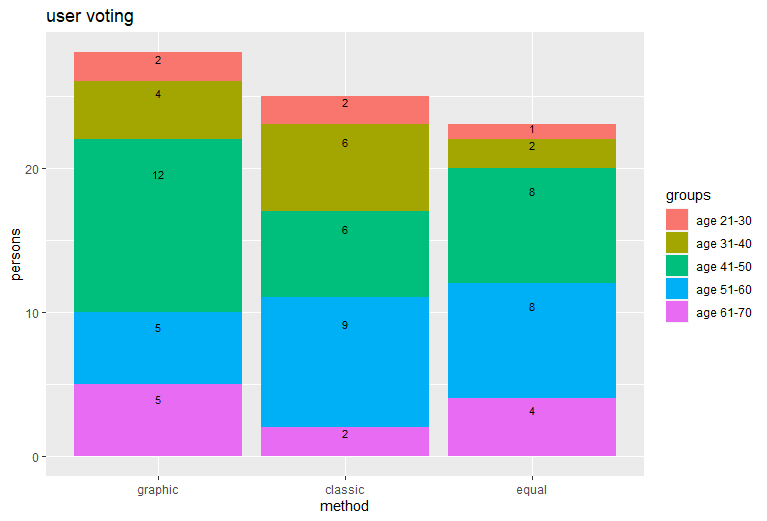 user voting
persons
20
10
0
2
4
12
5
5
2
6
6
9
2
1
2
8
8
4
graphic classic equal
method
groups
age 21-30
age 31-40
age 41-50
age 51-60
age 61-70